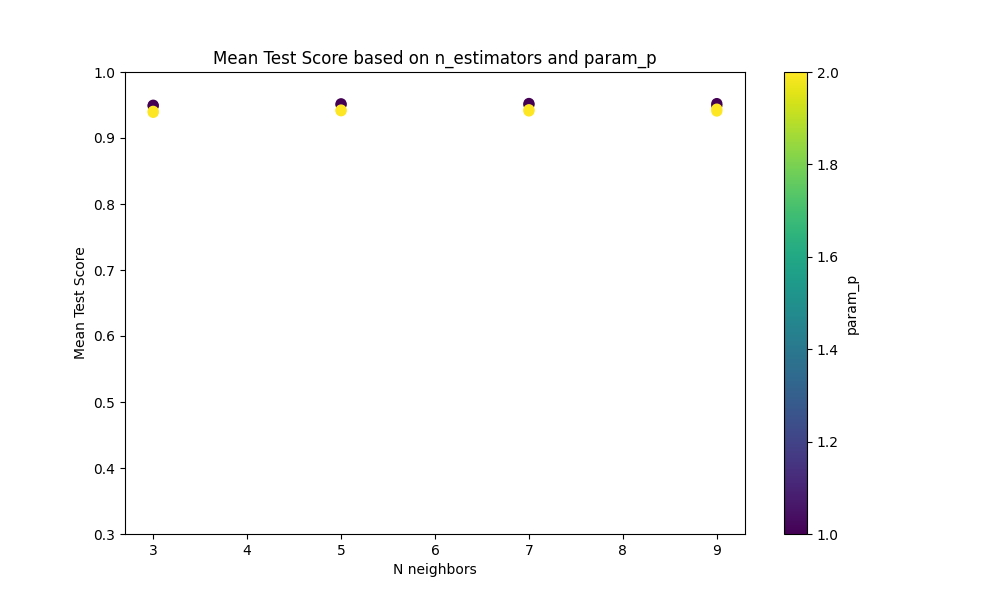 Mean Test Score based on n_estimators and param_p
1.0
0.9
0.8
0.7
0.6
0.5
0.4
0.3
Mean Test Score
3 4 5 6 7 8 9
N neighbors
2.0
1.8
1.6
1.4
1.2
1.0
param_p